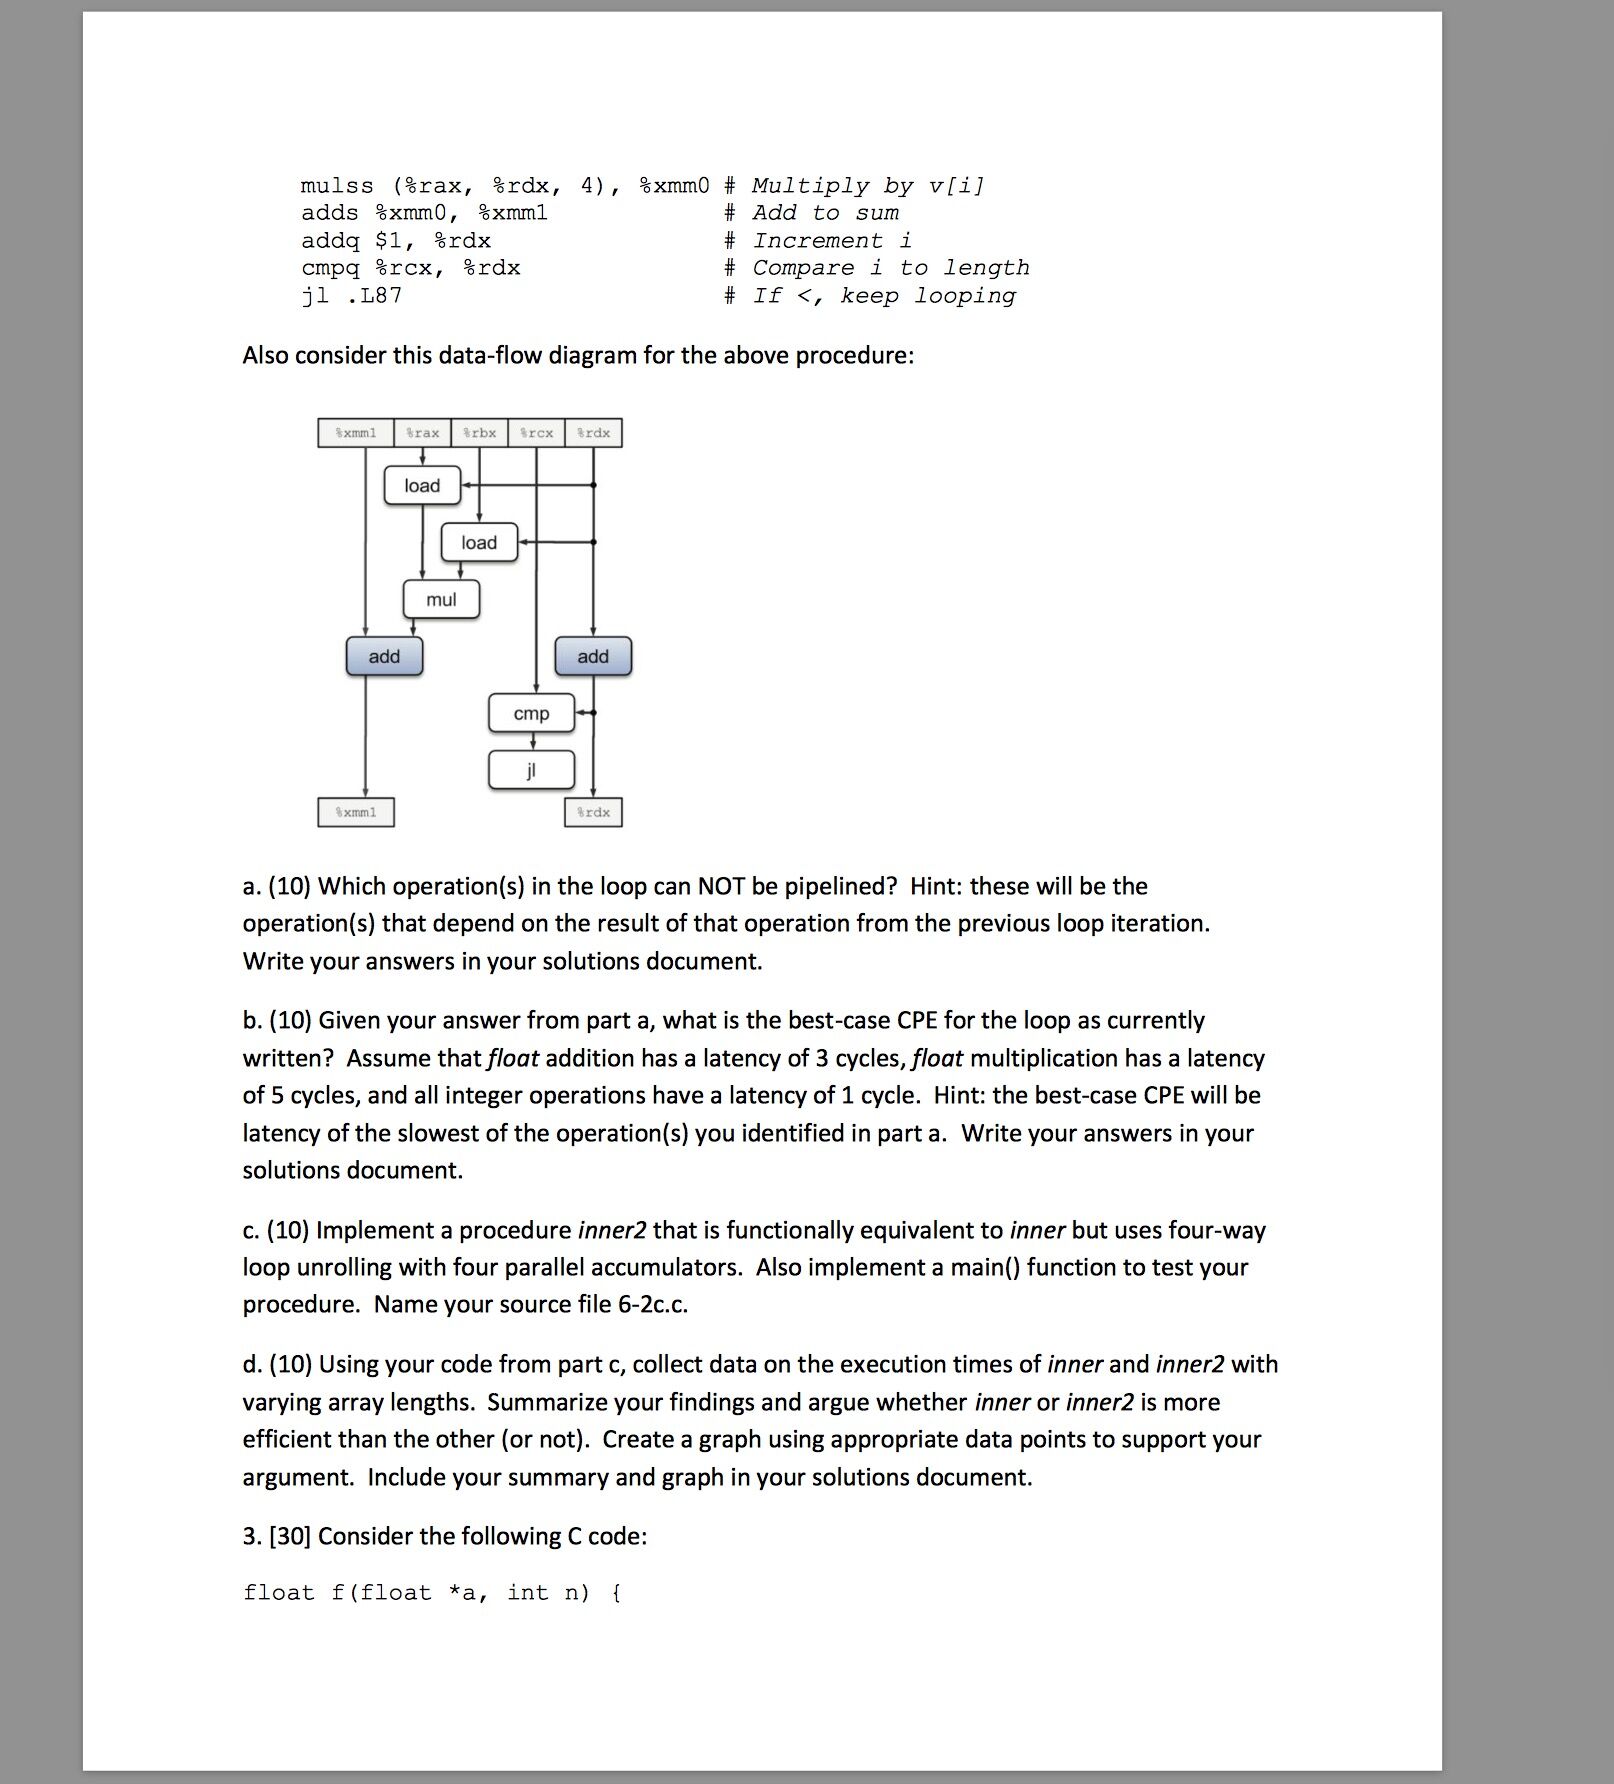 mulss (%rax, %rdx, 4), %xmm0 # Multiply by v[i]
adds %xmm0, %xmm1 # Add to sum
addq $1, %rdx # Increment i
cmpq %rcx, %rdx # Compare i to length
jl .L87 # If <, keep looping
Also consider this data-flow diagram for the above procedure:
%xmm1 %rax %rbx %rcx %rdx
load
load
mul
add add
cmp
jl
%xmm1 %rdx
a. (10) Which operation(s) in the loop can NOT be pipelined? Hint: these will be the
operation(s) that depend on the result of that operation from the previous loop iteration.
Write your answers in your solutions document.
b. (10) Given your answer from part a, what is the best-case CPE for the loop as currently
written? Assume that float addition has a latency of 3 cycles, float multiplication has a latency
of 5 cycles, and all integer operations have a latency of 1 cycle. Hint: the best-case CPE will be
latency of the slowest of the operation(s) you identified in part a. Write your answers in your
solutions document.
c. (10) Implement a procedure inner2 that is functionally equivalent to inner but uses four-way
loop unrolling with four parallel accumulators. Also implement a main() function to test your
procedure. Name your source file 6-2c.c.
d. (10) Using your code from part c, collect data on the execution times of inner and inner2 with
varying array lengths. Summarize your findings and argue whether inner or inner2 is more
efficient than the other (or not). Create a graph using appropriate data points to support your
argument. Include your summary and graph in your solutions document.
3. [30] Consider the following C code:
float f(float *a, int n) {